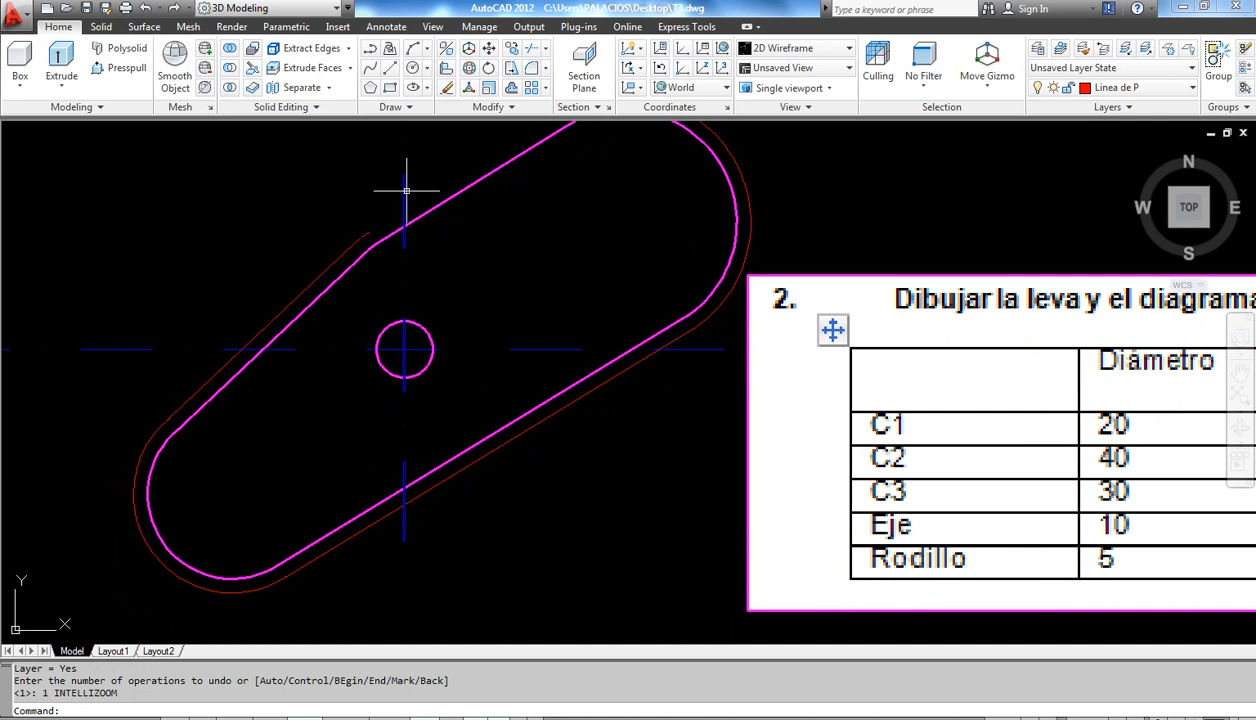 3D Modeling
AutoCAD 2012 C:\Users\PALACIOS\Desktop\T3.dwg
Type a keyword or phrase
Sign In
Home Solid Surface Mesh Render Parametric Insert Annotate View Manage Output Plug-ins Online Express Tools
Box
Extrude
Polysolid
Presspull
Smooth
Object
Extract Edges
Extrude Faces
Separate
Section
Plane
World
2D Wireframe
Unsaved View
Single viewport
Culling
No Filter
Move Gizmo
Unsaved Layer State
Linea de P
Group
Modeling
Mesh
Solid Editing
Draw
Modify
Section
Coordinates
View
Selection
Layers
Groups
N
W TOP E
S
WCS
2. Dibujar la leva y el diagrama
Diámetro
C1 20
C2 40
C3 30
Eje 10
Rodillo 5
Y
X
Model Layout1 Layout2
Layer = Yes
Enter the number of operations to undo or [Auto/Control/BEgin/End/Mark/Back]
<1>: 1 INTELLIZOOM
Command: